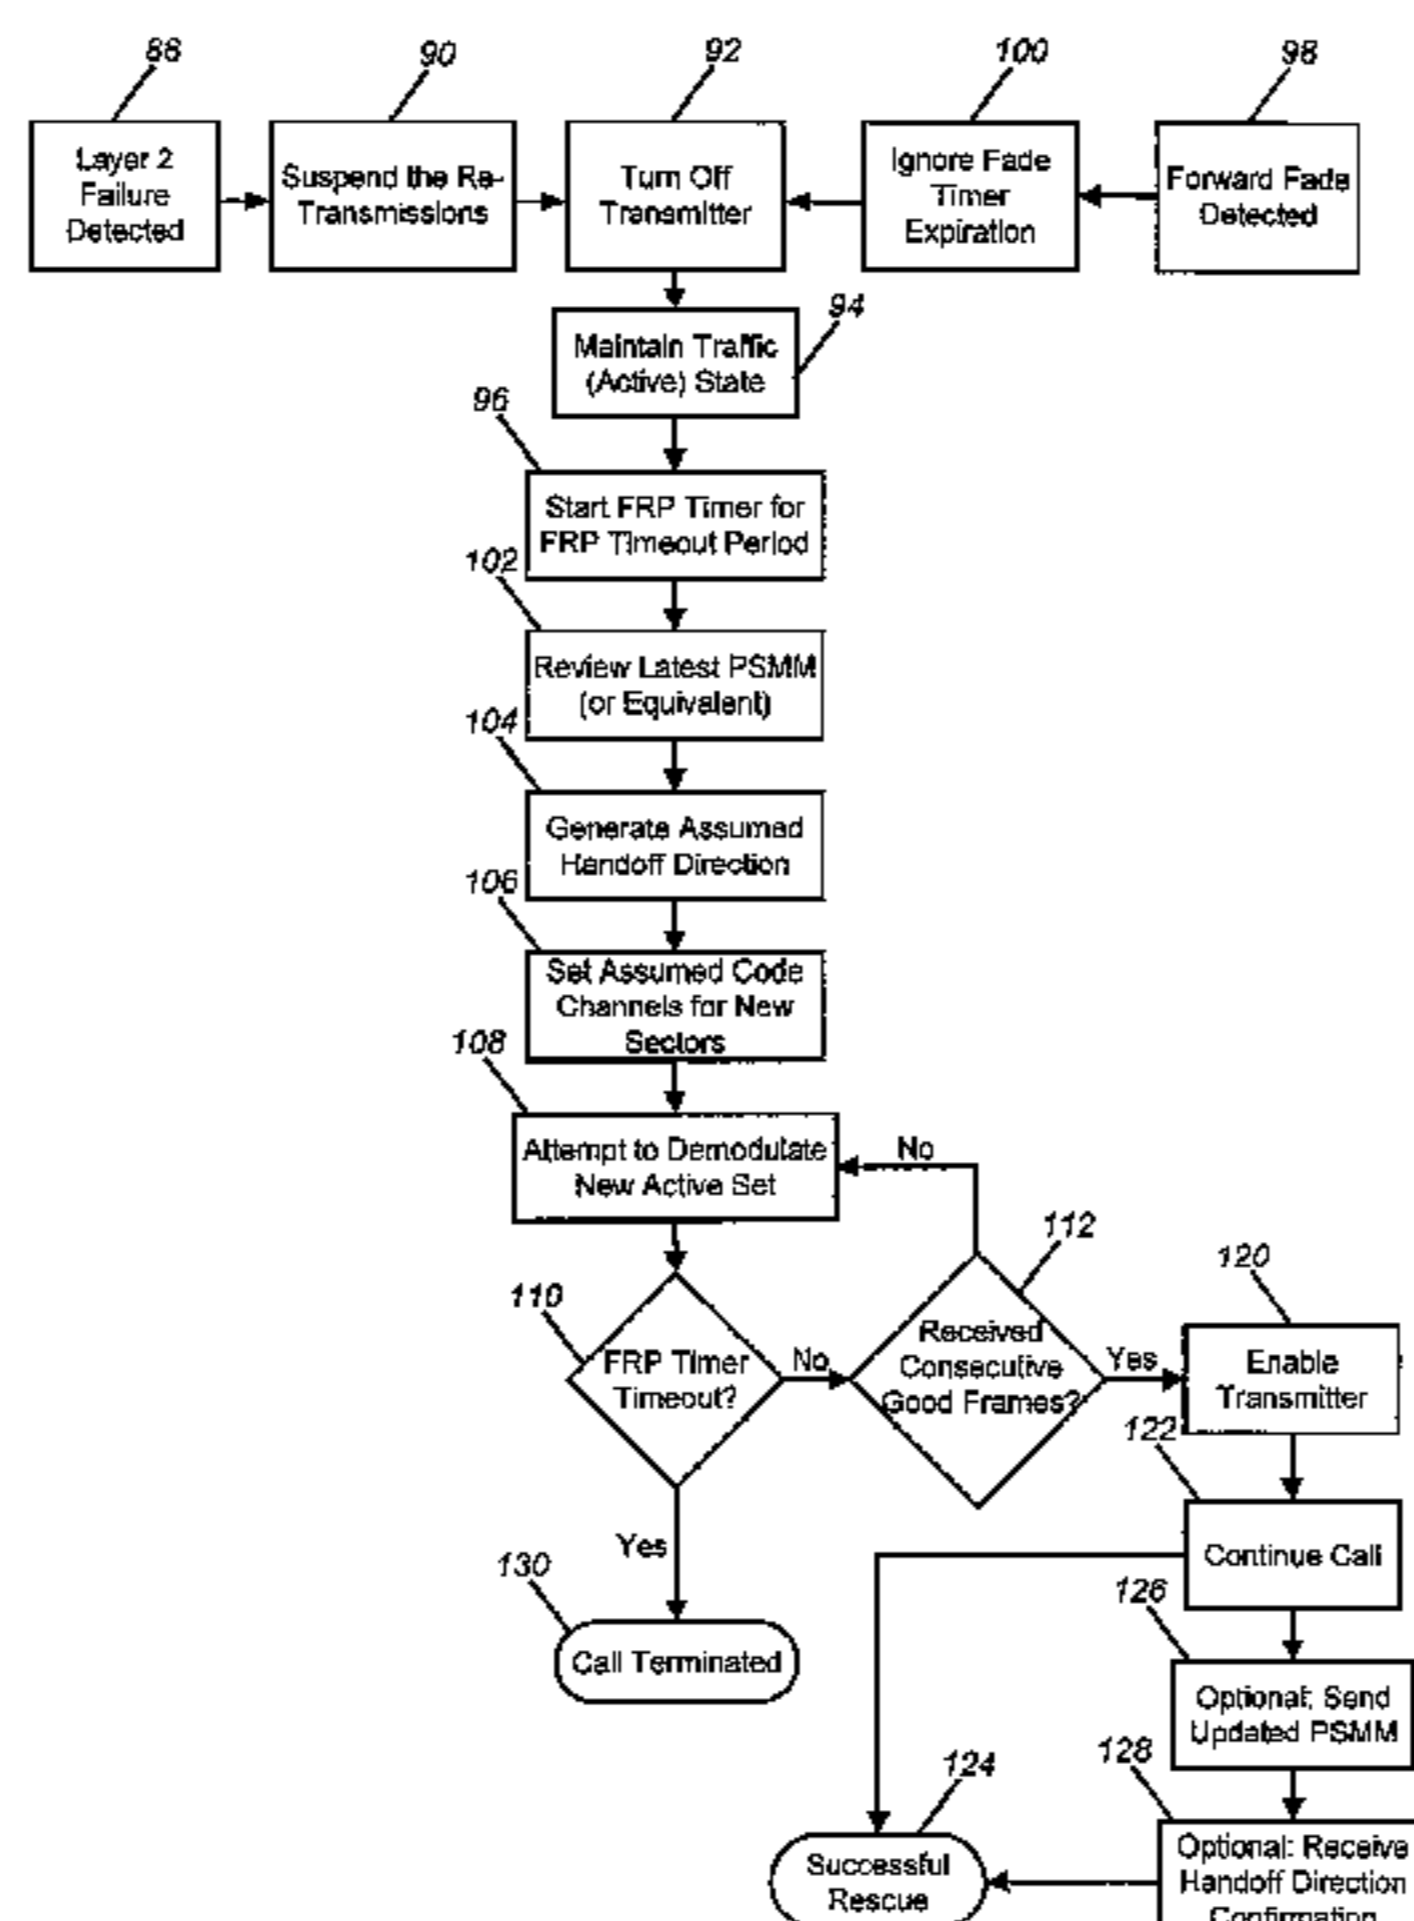 88
90
92
100
98
Layer 2
Failure
Detected
Suspend the Re-
Transmissions
Turn Off
Transmitter
Ignore Fade
Timer
Expiration
Forward Fade
Detected
94
Maintain Traffic
(Active) State
96
Start FRP Timer for
FRP Timeout Period
102
Review Latest PSMM
(or Equivalent)
104
Generate Assumed
Handoff Direction
106
Set Assumed Code
Channels for New
Sectors
108
Attempt to Demodulate
New Active Set
No
112
110
FRP Timer
Timeout?
No
Received
Consecutive
Good Frames?
Yes
120
Enable
Transmitter
122
Continue Call
Yes
130
Call Terminated
126
Optional: Send
Updated PSMM
124
128
Successful
Rescue
Optional: Receive
Handoff Direction
Confirmation